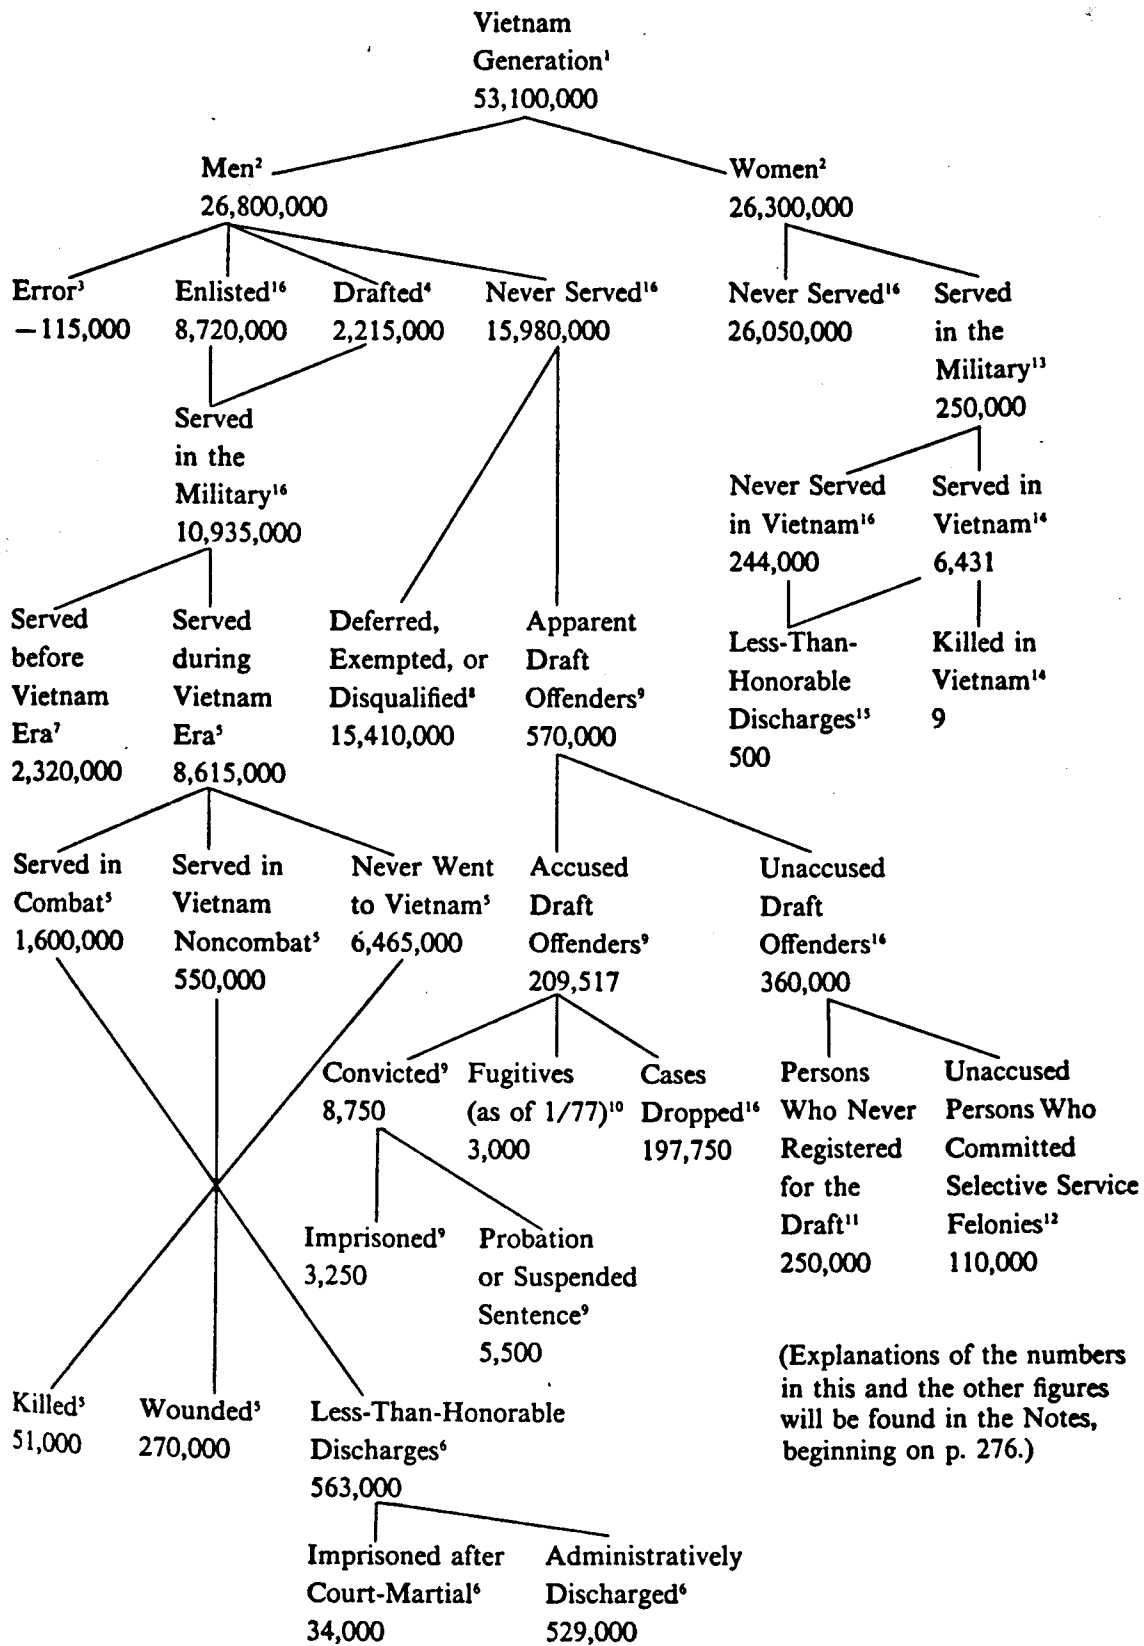 Vietnam
Generation¹
53,100,000
Men²
26,800,000
Women²
26,300,000
Error³
—115,000
Enlisted¹⁶
8,720,000
Drafted⁴
2,215,000
Never Served¹⁶
15,980,000
Never Served¹⁶
26,050,000
Served
in the
Military¹³
250,000
Served
in the
Military¹⁶
10,935,000
Never Served
in Vietnam¹⁶
244,000
Served in
Vietnam¹⁴
6,431
Served
before
Vietnam
Era⁷
2,320,000
Served
during
Vietnam
Era⁵
8,615,000
Deferred,
Exempted, or
Disqualified⁸
15,410,000
Apparent
Draft
Offenders⁹
570,000
Less-Than-
Honorable
Discharges¹⁵
500
Killed in
Vietnam¹⁴
9
Served in
Combat⁵
1,600,000
Served in
Vietnam
Noncombat⁵
550,000
Never Went
to Vietnam⁵
6,465,000
Accused
Draft
Offenders⁹
209,517
Unaccused
Draft
Offenders¹⁶
360,000
Convicted⁹
8,750
Fugitives
(as of 1/77)¹⁰
3,000
Cases
Dropped¹⁶
197,750
Persons
Who Never
Registered
for the
Draft¹¹
250,000
Unaccused
Persons Who
Committed
Selective Service
Felonies¹²
110,000
Imprisoned⁹
3,250
Probation
or Suspended
Sentence⁹
5,500
Killed⁵
51,000
Wounded⁵
270,000
Less-Than-Honorable
Discharges⁶
563,000
(Explanations of the numbers
in this and the other figures
will be found in the Notes,
beginning on p. 276.)
Imprisoned after
Court-Martial⁶
34,000
Administratively
Discharged⁶
529,000